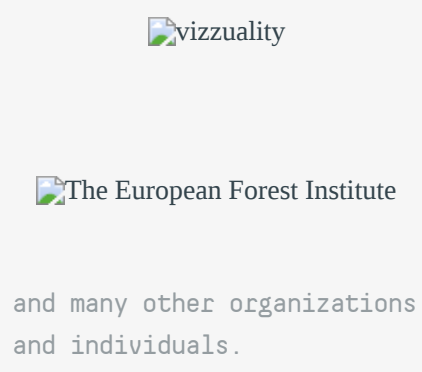 vizzuality
The European Forest Institute
and many other organizations
and individuals.